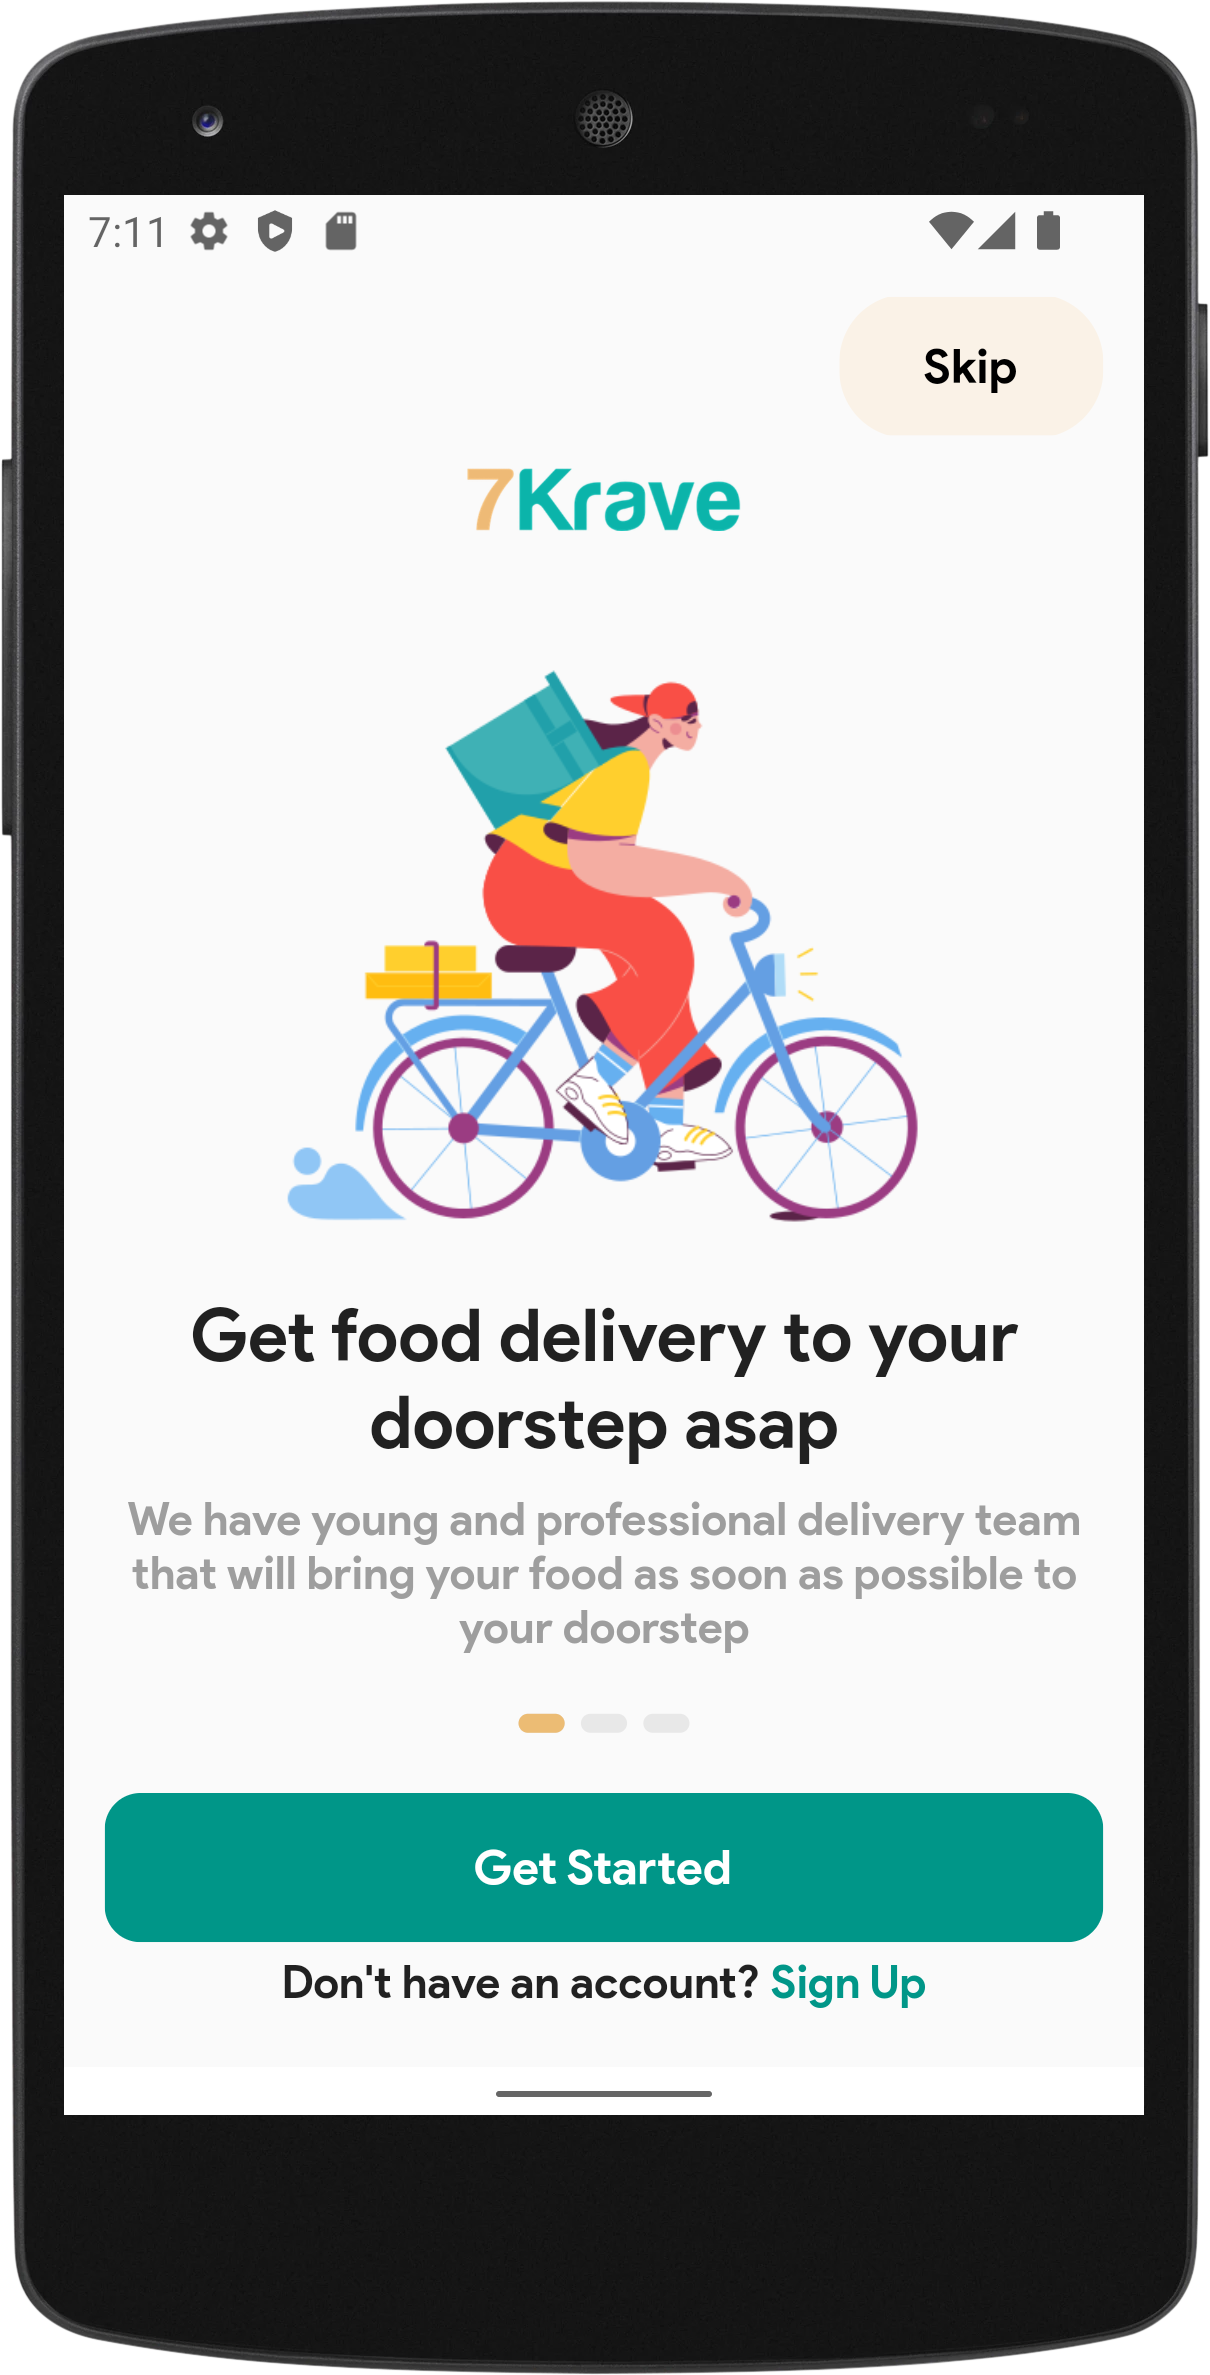 7:11
Skip
7Krave
Get food delivery to your
doorstep asap
We have young and professional delivery team
that will bring your food as soon as possible to
your doorstep
Get Started
Don't have an account? Sign Up